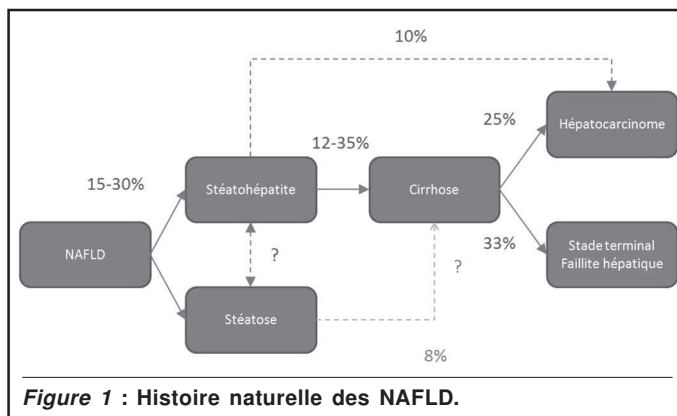 10%
25%
Hépatocarcinome
12-35%
15-30%
Stéatohépatite
Cirrhose
33%
Stade terminal
Faillite hépatique
NAFLD
?
?
Stéatose
8%
Figure 1 : Histoire naturelle des NAFLD.